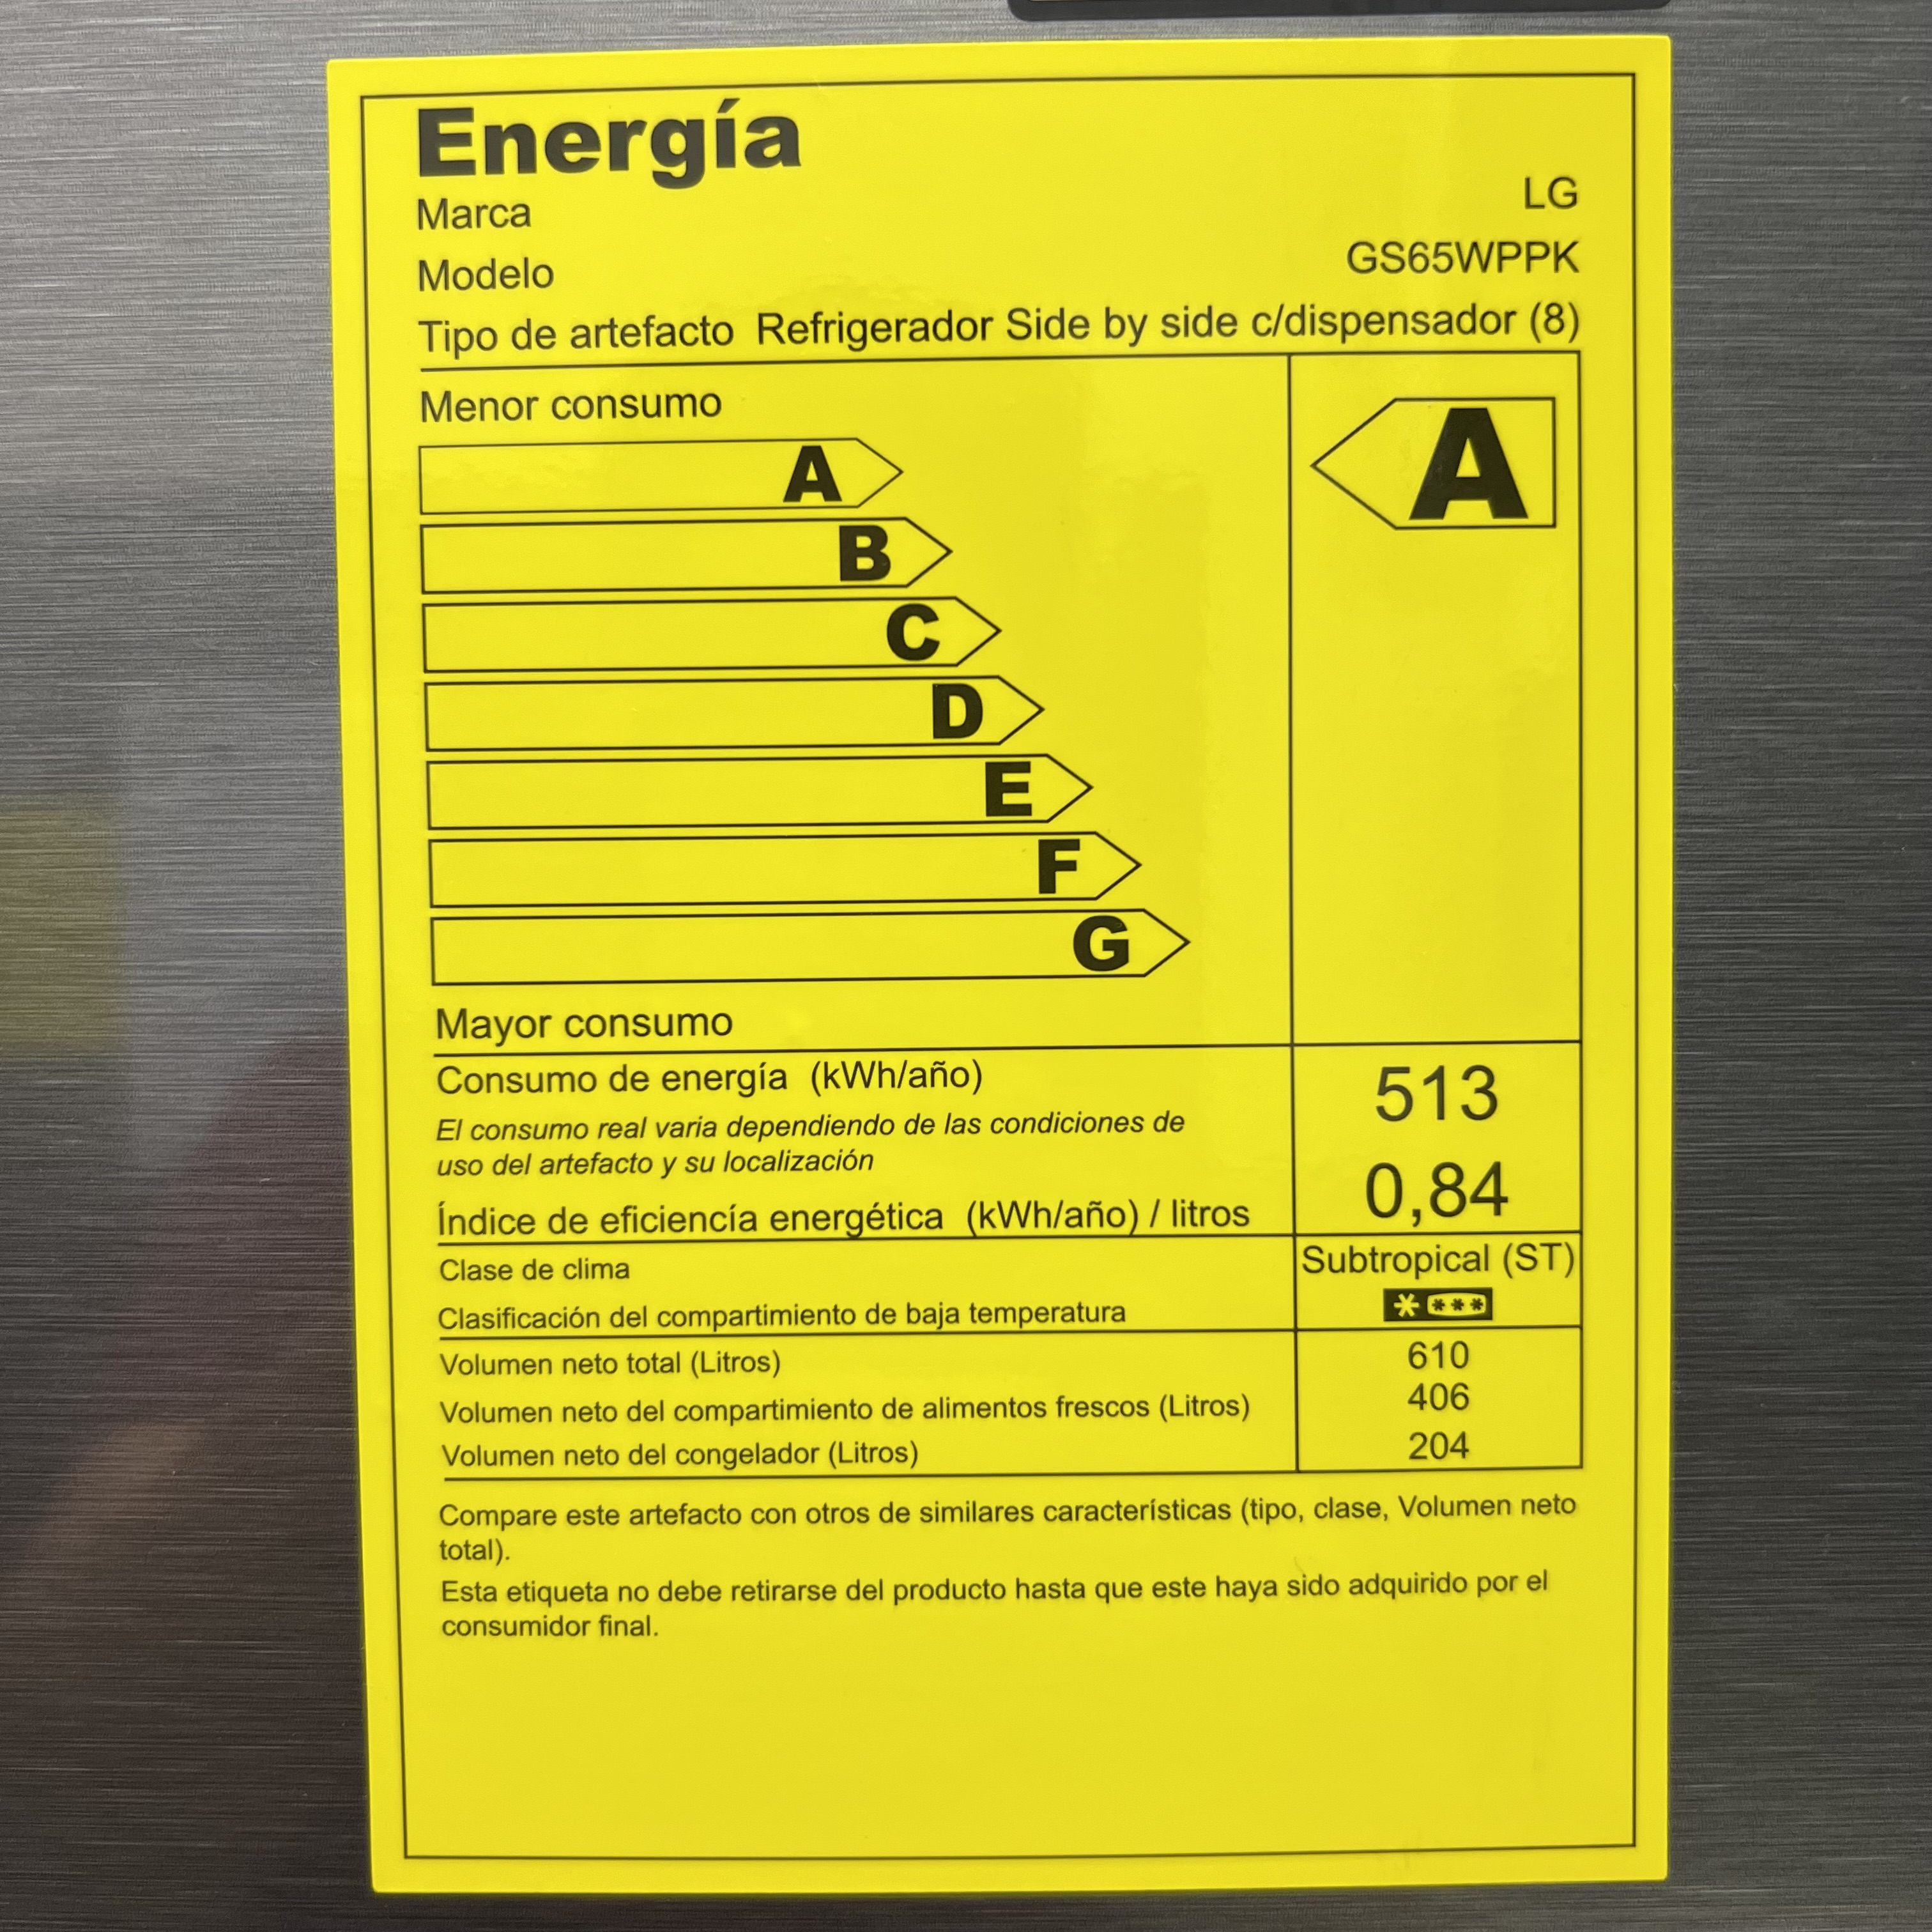 Energía
Marca LG
Modelo GS65WPPK
Tipo de artefacto Refrigerador Side by side c/dispensador (8)
Menor consumo
A
A
B
C
D
E
F
G
Mayor consumo
Consumo de energía (kWh/año) 513
El consumo real varia dependiendo de las condiciones de
uso del artefacto y su localización
Índice de eficiencía energética (kWh/año) / litros 0,84
Clase de clima Subtropical (ST)
Clasificación del compartimiento de baja temperatura * ***
Volumen neto total (Litros) 610
Volumen neto del compartimiento de alimentos frescos (Litros) 406
Volumen neto del congelador (Litros) 204
Compare este artefacto con otros de similares características (tipo, clase, Volumen neto
total).
Esta etiqueta no debe retirarse del producto hasta que este haya sido adquirido por el
consumidor final.